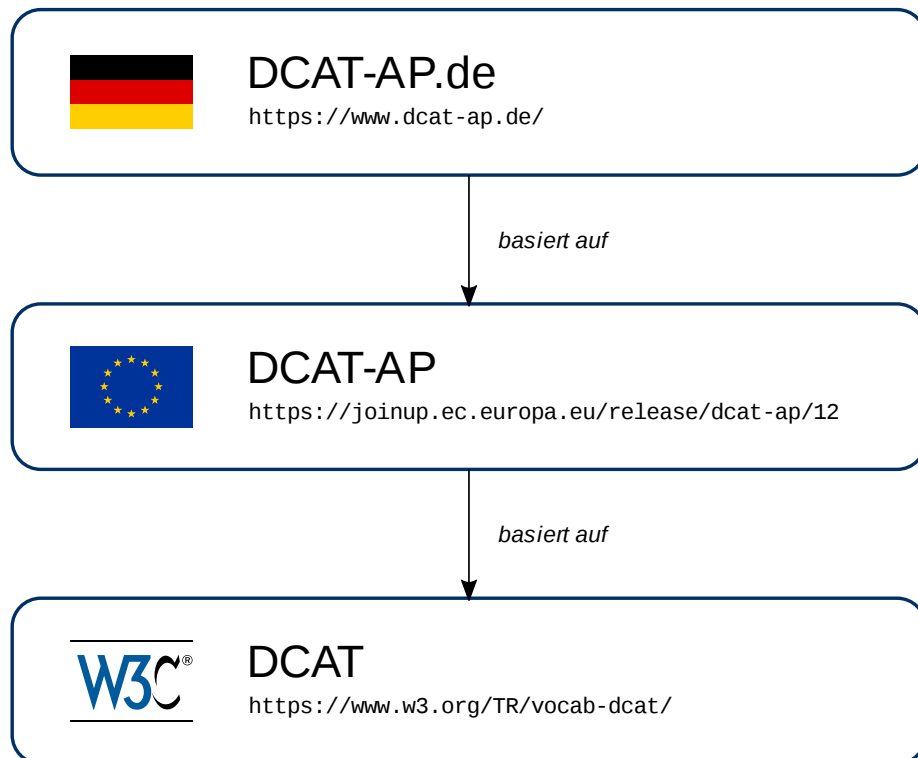 DCAT-AP.de
https://www.dcat-ap.de/
basiert auf
DCAT-AP
https://joinup.ec.europa.eu/release/dcat-ap/12
basiert auf
W3C®
DCAT
https://www.w3.org/TR/vocab-dcat/